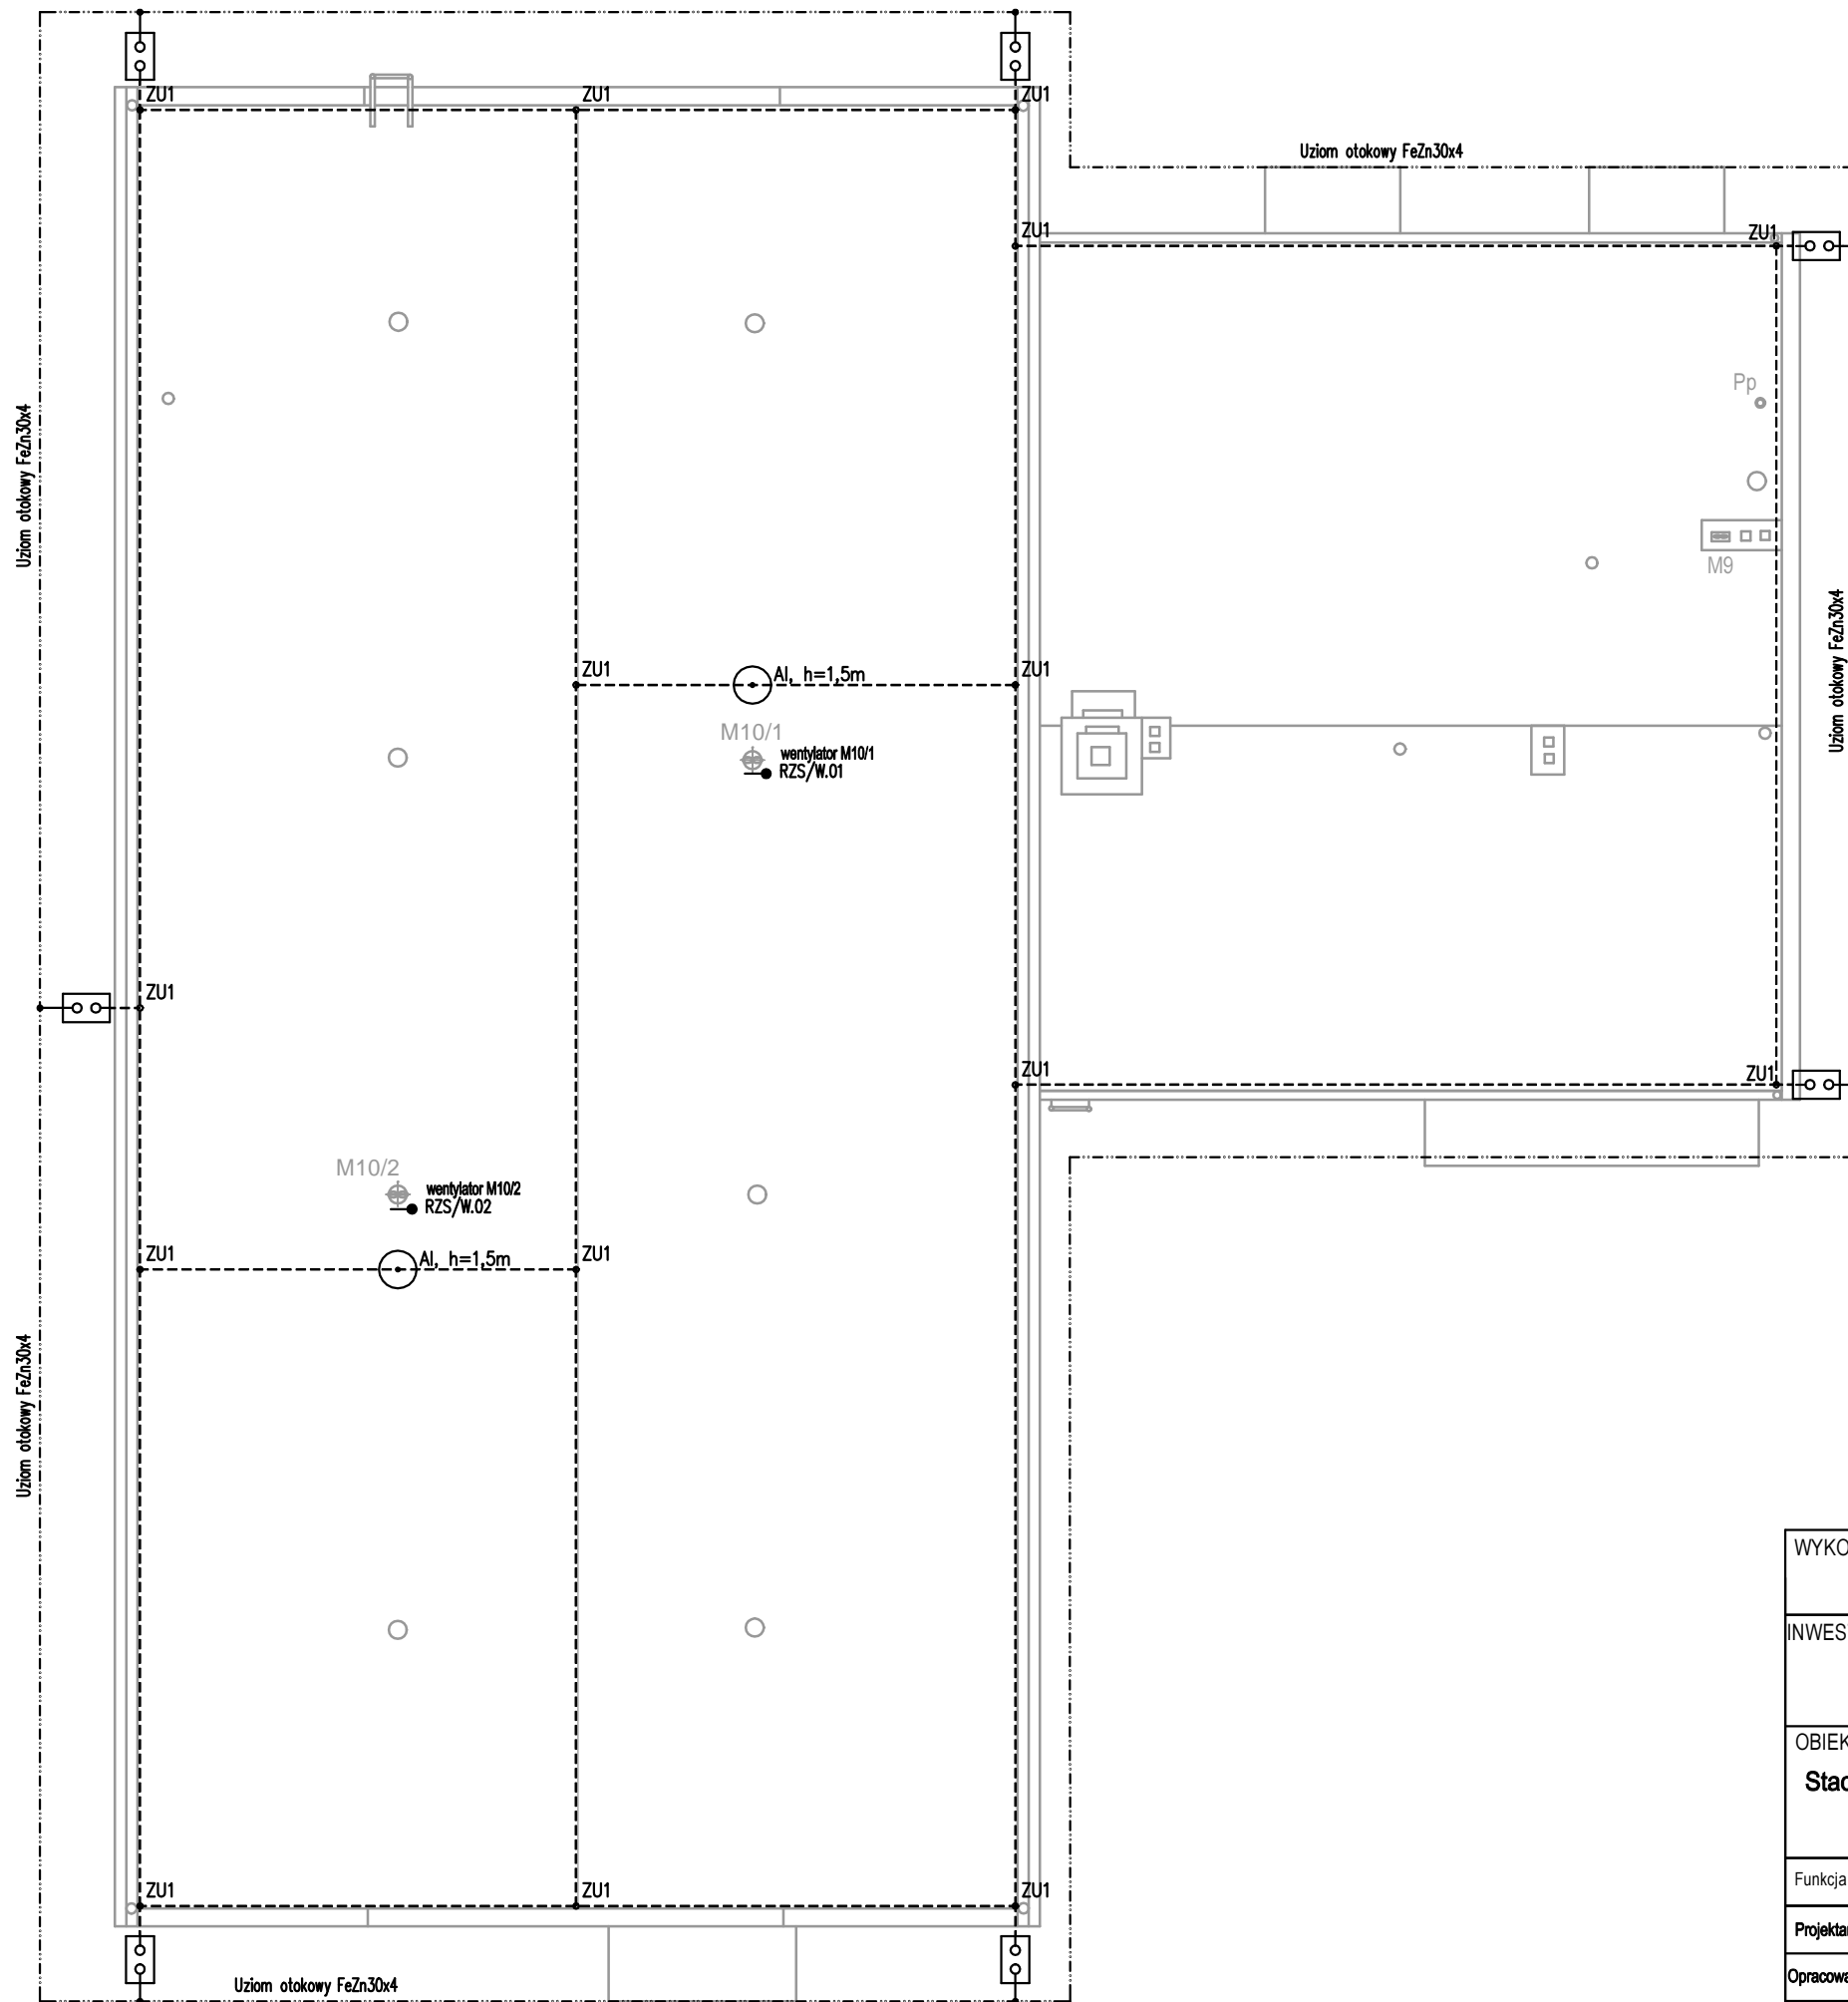 ZU1
ZU1
ZU1
Uziom otokowy FeZn30x4
ZU1
ZU1
Pp
Uziom otokowy FeZn30x4
M9
Uziom otokowy FeZn30x4
ZU1
Al, h=1,5m
ZU1
M10/1
wentylator M10/1
RZS/W.01
ZU1
ZU1
ZU1
M10/2
wentylator M10/2
RZS/W.02
ZU1
Al, h=1,5m
ZU1
Uziom otokowy FeZn30x4
WYKO
INWES
OBIEK
Stac
Funkcja
ZU1
ZU1
ZU1
Projektan
Opracowa
Uziom otokowy FeZn30x4